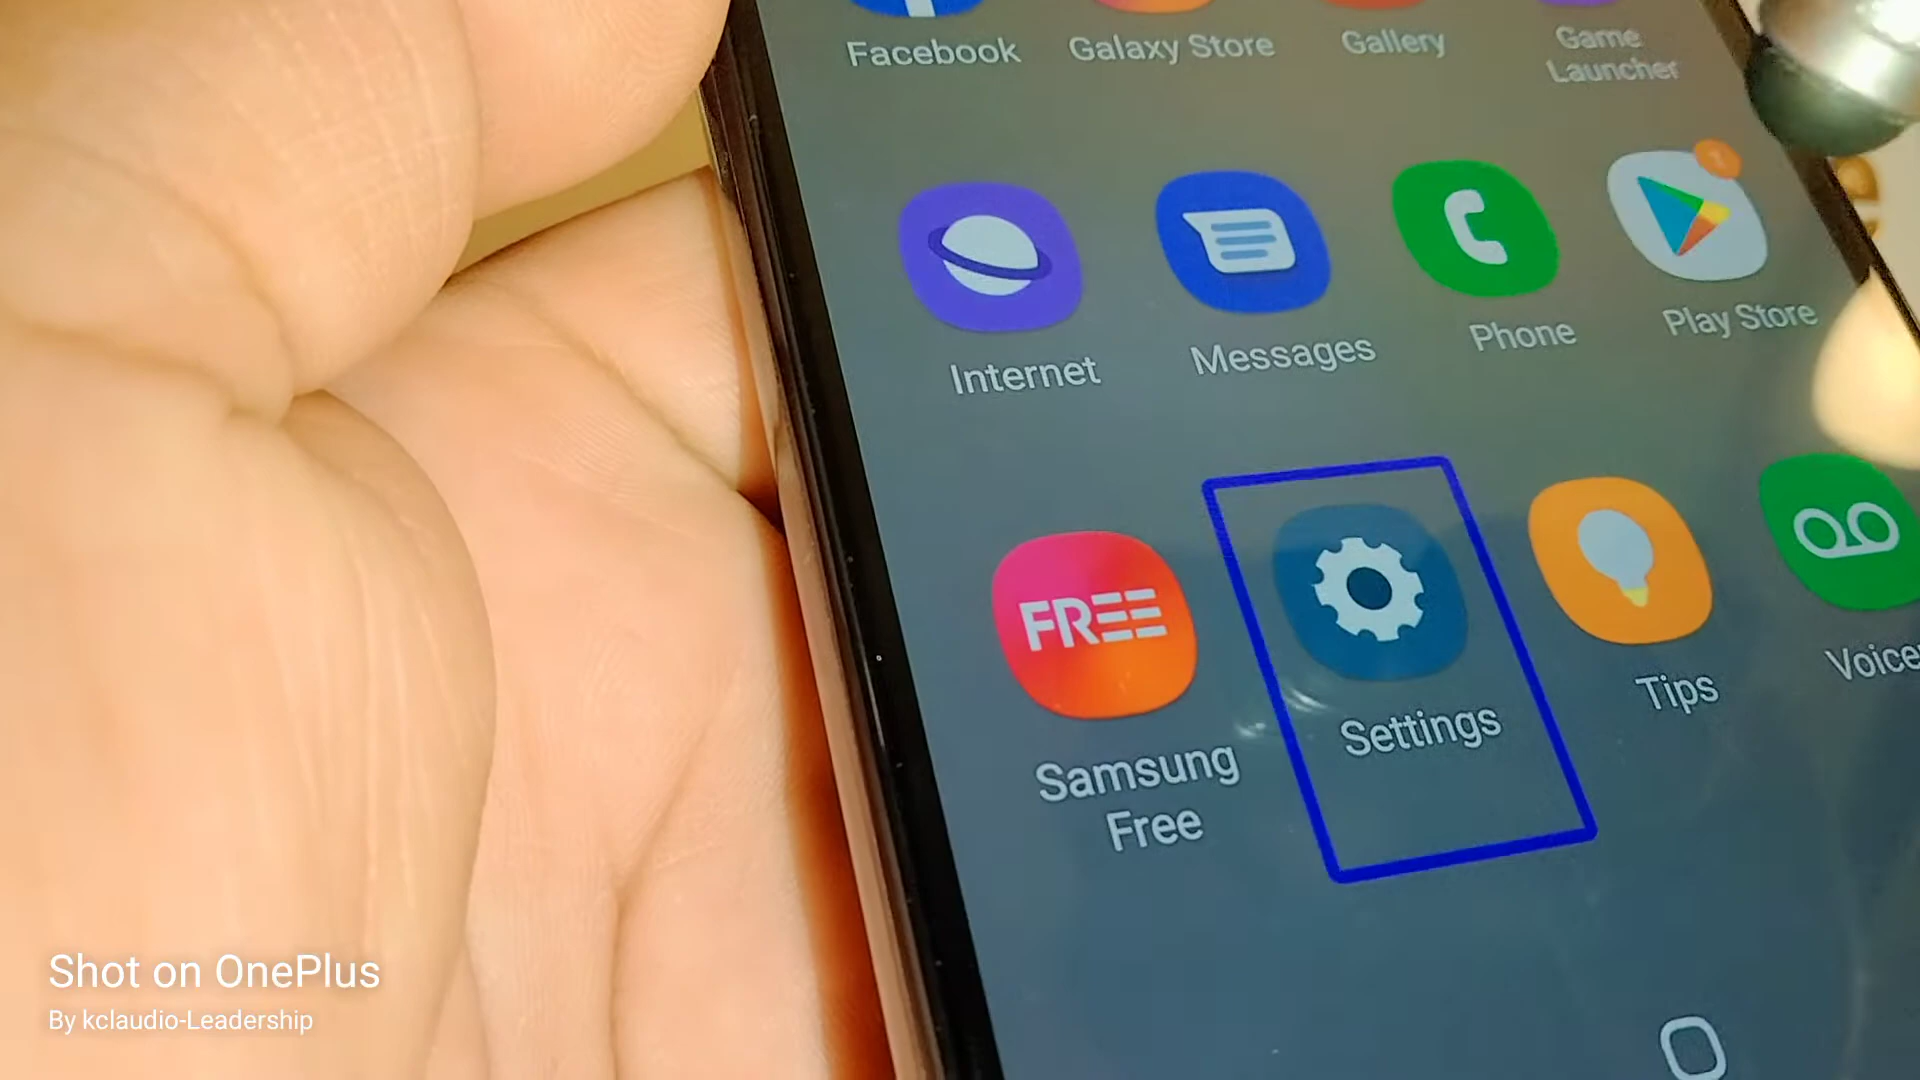 Facebook
Galaxy Store
Gallery
Game
Launcher
Internet
Messages
Phone
Play Store
FREE
Samsung
Free
Settings
Tips
Voice
Shot on OnePlus
By kclaudio-Leadership